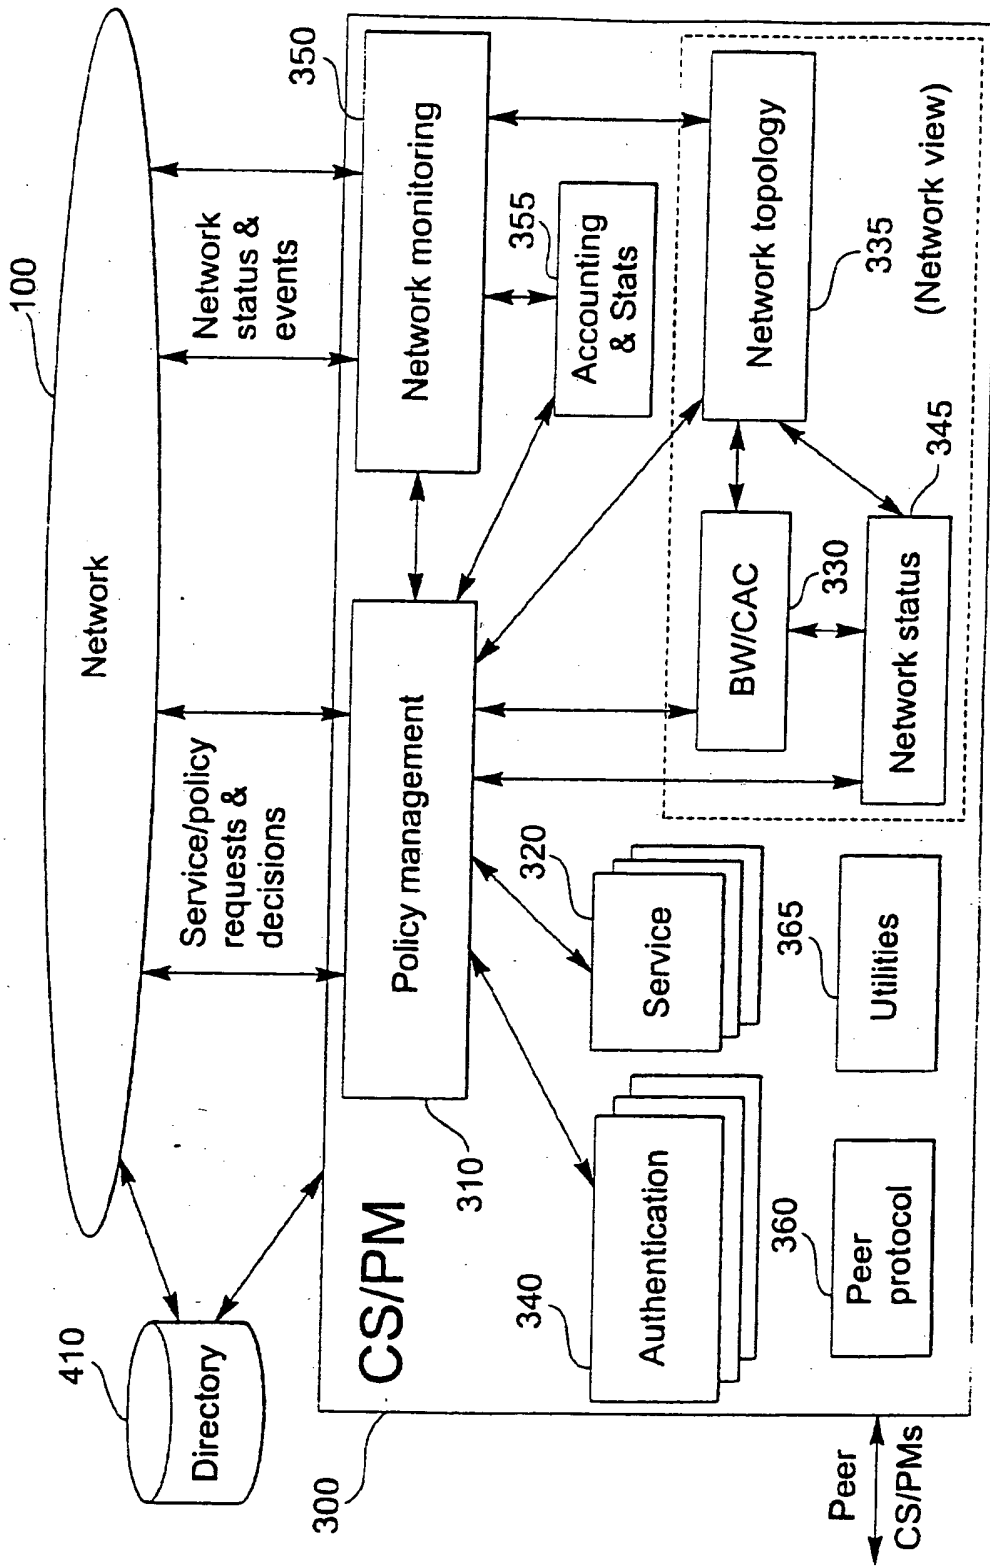 100
Network
410
Directory
Service/policy
requests &
decisions
Network
status &
events
300
CS/PM
310
Policy management
350
Network monitoring
355
Accounting
& Stats
340
Authentication
320
Service
BW/CAC
330
Network topology
335
360
Peer
protocol
365
Utilities
Network status
345
(Network view)
Peer
CS/PMs